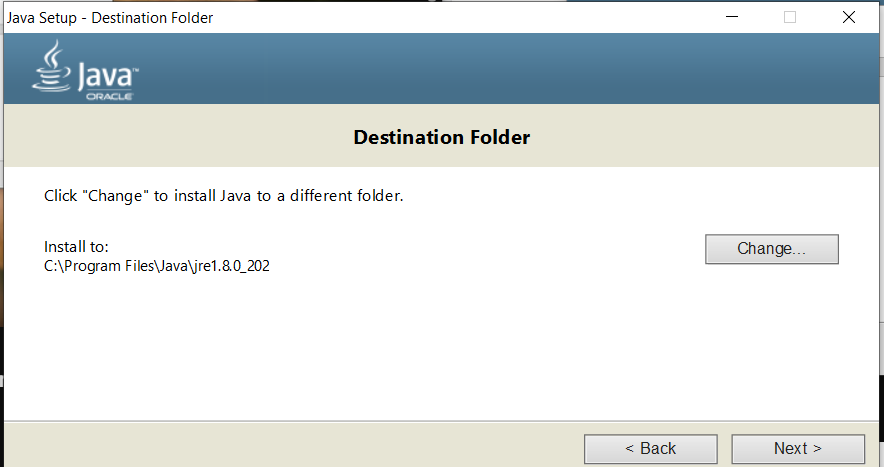 Java Setup - Destination Folder
Java™
ORACLE
Destination Folder
Click "Change" to install Java to a different folder.
Install to:
Change...
C:\Program Files\Java\jre1.8.0_202
< Back
Next >